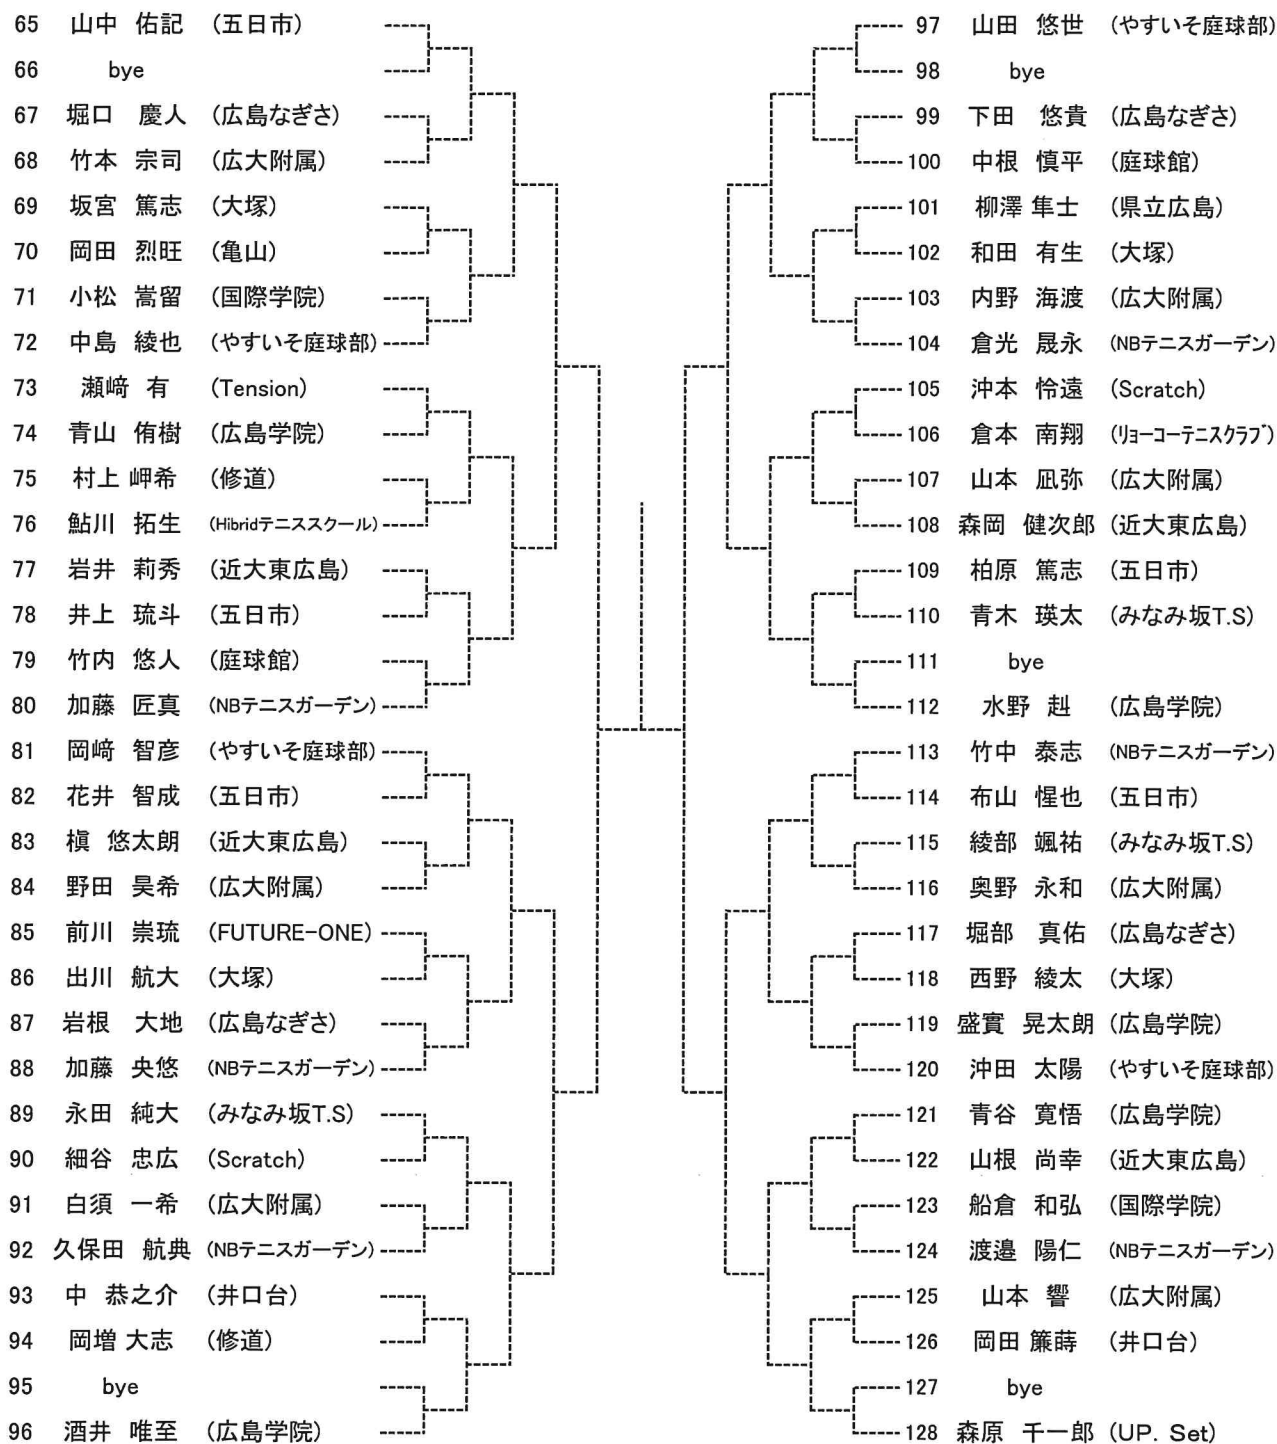 65 山中 佑記 (五日市)
66 bye
67 堀口 慶人 (広島なぎさ)
68 竹本 宗司 (広大附属)
69 坂宮 篤志 (大塚)
70 岡田 烈旺 (亀山)
71 小松 嵩留 (国際学院)
72 中島 綾也 (やすいそ庭球部)
73 瀬﨑 有 (Tension)
74 青山 侑樹 (広島学院)
75 村上 岬希 (修道)
76 鮎川 拓生 (Hibridテニススクール)
77 岩井 莉秀 (近大東広島)
78 井上 琉斗 (五日市)
79 竹内 悠人 (庭球館)
80 加藤 匠真 (NBテニスガーデン)
81 岡﨑 智彦 (やすいそ庭球部)
82 花井 智成 (五日市)
83 槇 悠太朗 (近大東広島)
84 野田 昊希 (広大附属)
85 前川 崇琉 (FUTURE-ONE)
86 出川 航大 (大塚)
87 岩根 大地 (広島なぎさ)
88 加藤 央悠 (NBテニスガーデン)
89 永田 純大 (みなみ坂T.S)
90 細谷 忠広 (Scratch)
91 白須 一希 (広大附属)
92 久保田 航典 (NBテニスガーデン)
93 中 恭之介 (井口台)
94 岡増 大志 (修道)
95 bye
96 酒井 唯至 (広島学院)
97 山田 悠世 (やすいそ庭球部)
98 bye
99 下田 悠貴 (広島なぎさ)
100 中根 慎平 (庭球館)
101 柳澤 隼士 (県立広島)
102 和田 有生 (大塚)
103 内野 海渡 (広大附属)
104 倉光 晟永 (NBテニスガーデン)
105 沖本 怜遠 (Scratch)
106 倉本 南翔 (リョーコーテニスクラブ)
107 山本 凪弥 (広大附属)
108 森岡 健次郎 (近大東広島)
109 柏原 篤志 (五日市)
110 青木 瑛太 (みなみ坂T.S)
111 bye
112 水野 赳 (広島学院)
113 竹中 泰志 (NBテニスガーデン)
114 布山 惺也 (五日市)
115 綾部 颯祐 (みなみ坂T.S)
116 奥野 永和 (広大附属)
117 堀部 真佑 (広島なぎさ)
118 西野 綾太 (大塚)
119 盛實 晃太朗 (広島学院)
120 沖田 太陽 (やすいそ庭球部)
121 青谷 寛悟 (広島学院)
122 山根 尚幸 (近大東広島)
123 船倉 和弘 (国際学院)
124 渡邉 陽仁 (NBテニスガーデン)
125 山本 響 (広大附属)
126 岡田 簾蒔 (井口台)
127 bye
128 森原 千一郎 (UP. Set)